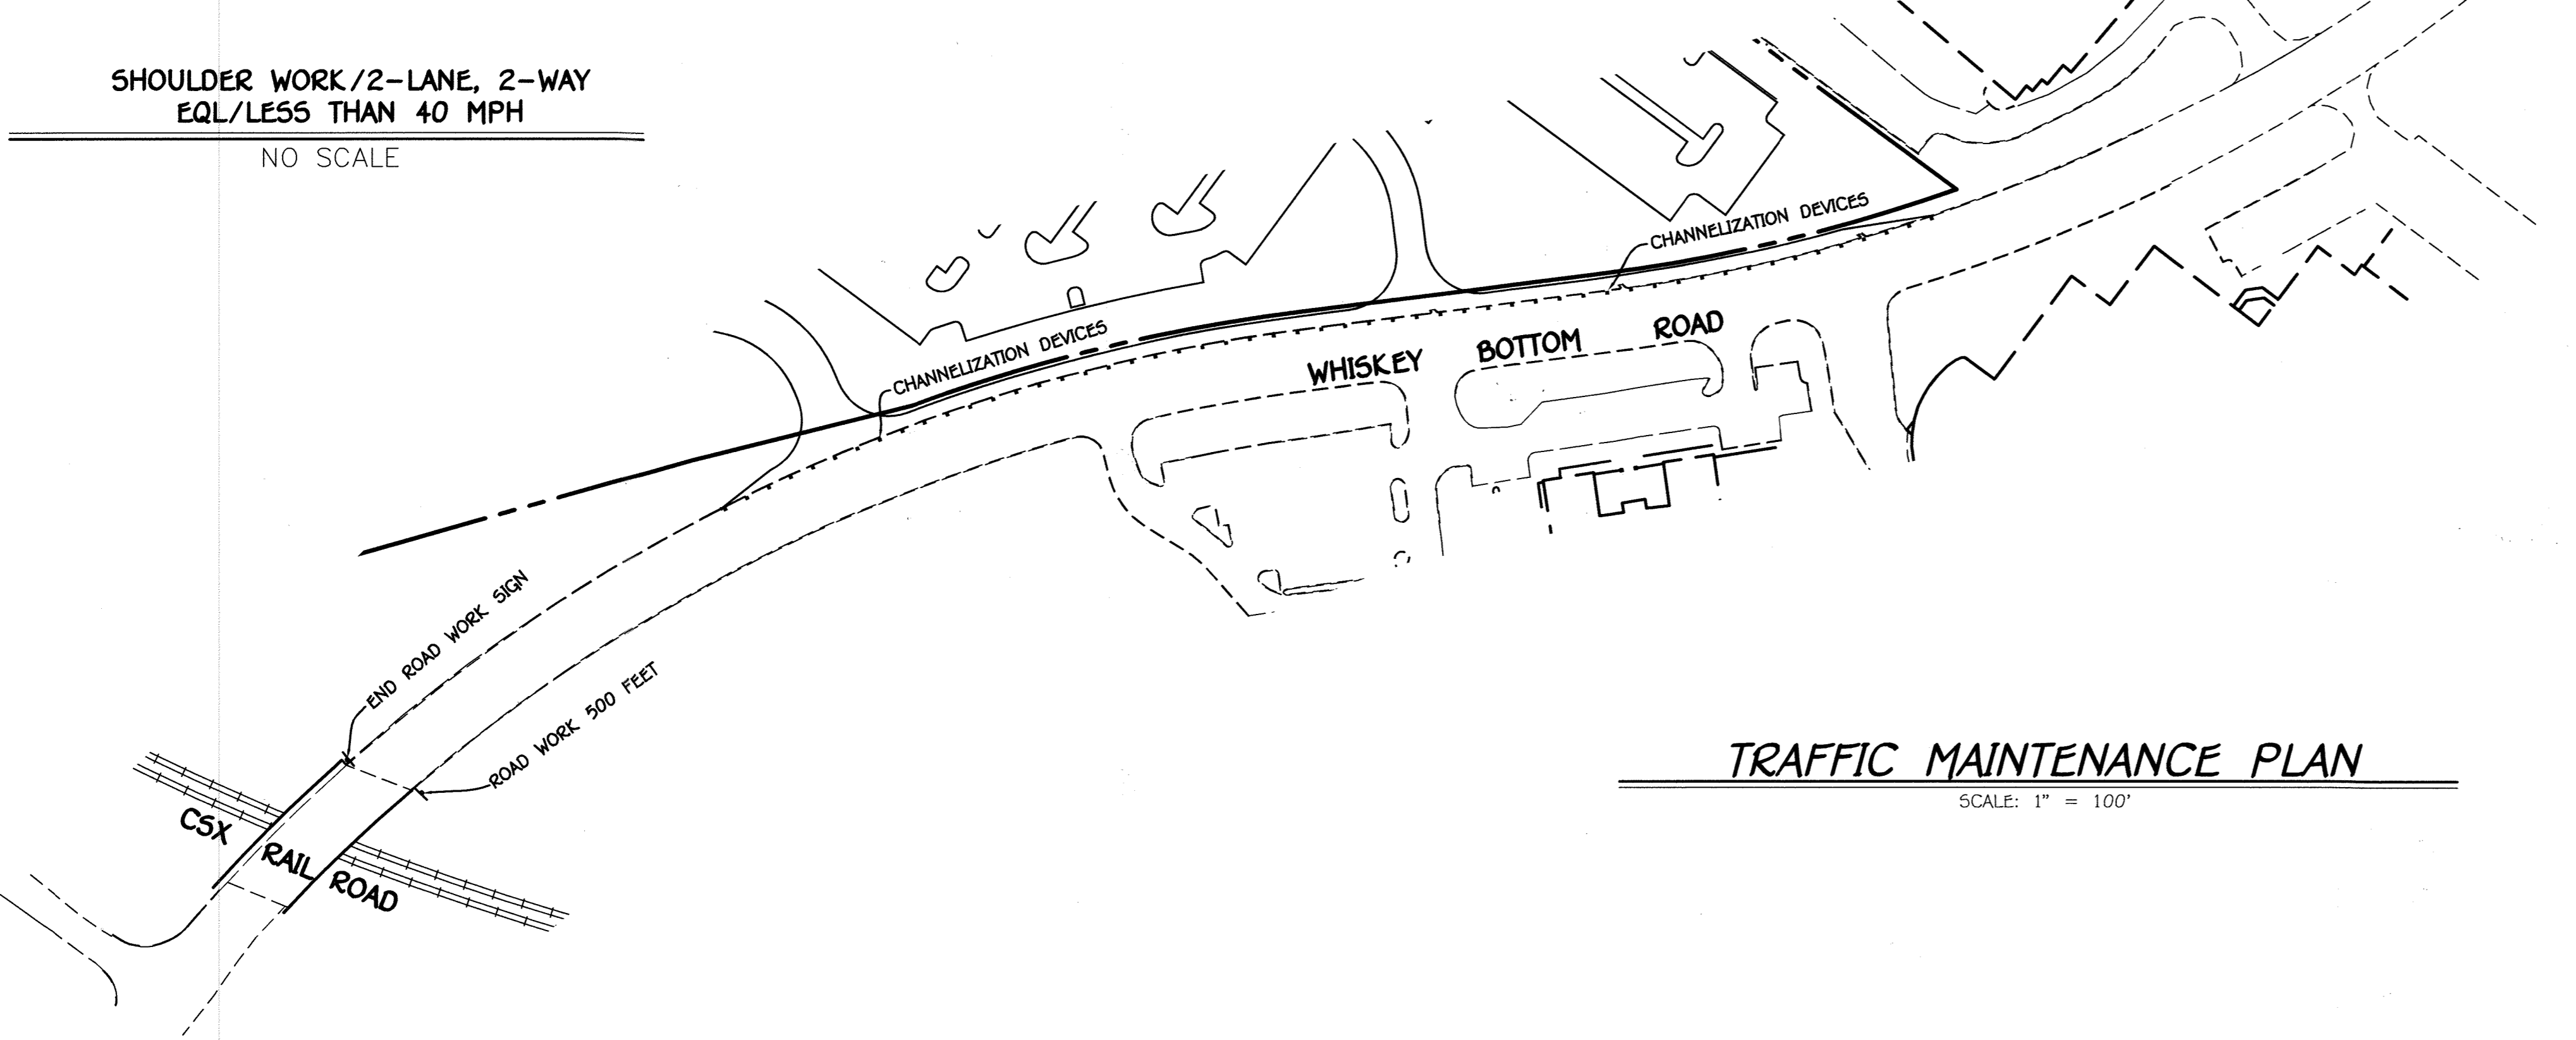 SHOULDER WORK/2-LANE, 2-WAY
EQL/LESS THAN 40 MPH
NO SCALE
CHANNELIZATION DEVICES
CHANNELIZATION DEVICES
WHISKEY BOTTOM ROAD
END ROAD WORK SIGN
ROAD WORK 500 FEET
CSX RAIL ROAD
TRAFFIC MAINTENANCE PLAN
SCALE: 1" = 100'